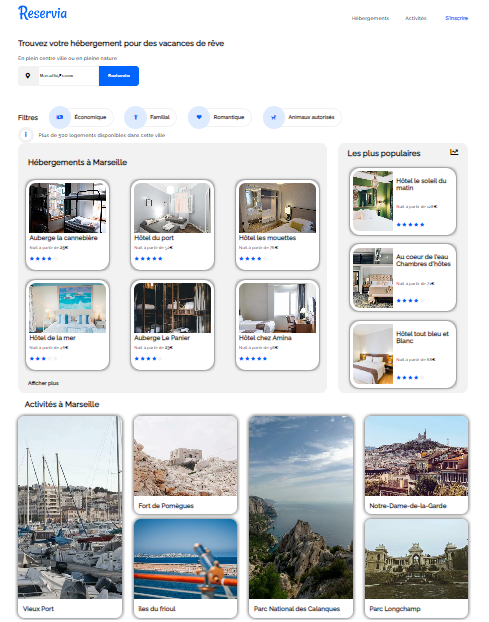 Reservia
Hébergements
Activités
S'inscrire
Trouvez votre hébergement pour des vacances de rêve
En plein centre ville ou en pleine nature
Marseille, France
Recherche
Filtres
Économique
Familial
Romantique
Animaux autorisés
Plus de 500 logements disponibles dans cette ville
Hébergements à Marseille
Auberge la cannebière
Nuit à partir de 25€
Hôtel du port
Nuit à partir de 52€
Hôtel les mouettes
Nuit à partir de 76€
Hôtel de la mer
Nuit à partir de 46€
Auberge Le Panier
Nuit à partir de 23€
Hôtel chez Amina
Nuit à partir de 96€
Afficher plus
Les plus populaires
Hôtel le soleil du
matin
Nuit à partir de 128€
Au coeur de l'eau
Chambres d'hôtes
Nuit à partir de 71€
Hôtel tout bleu et
Blanc
Nuit à partir de 68€
Activités à Marseille
Vieux Port
Fort de Pomègues
Îles du frioul
Parc National des Calanques
Notre-Dame-de-la-Garde
Parc Longchamp